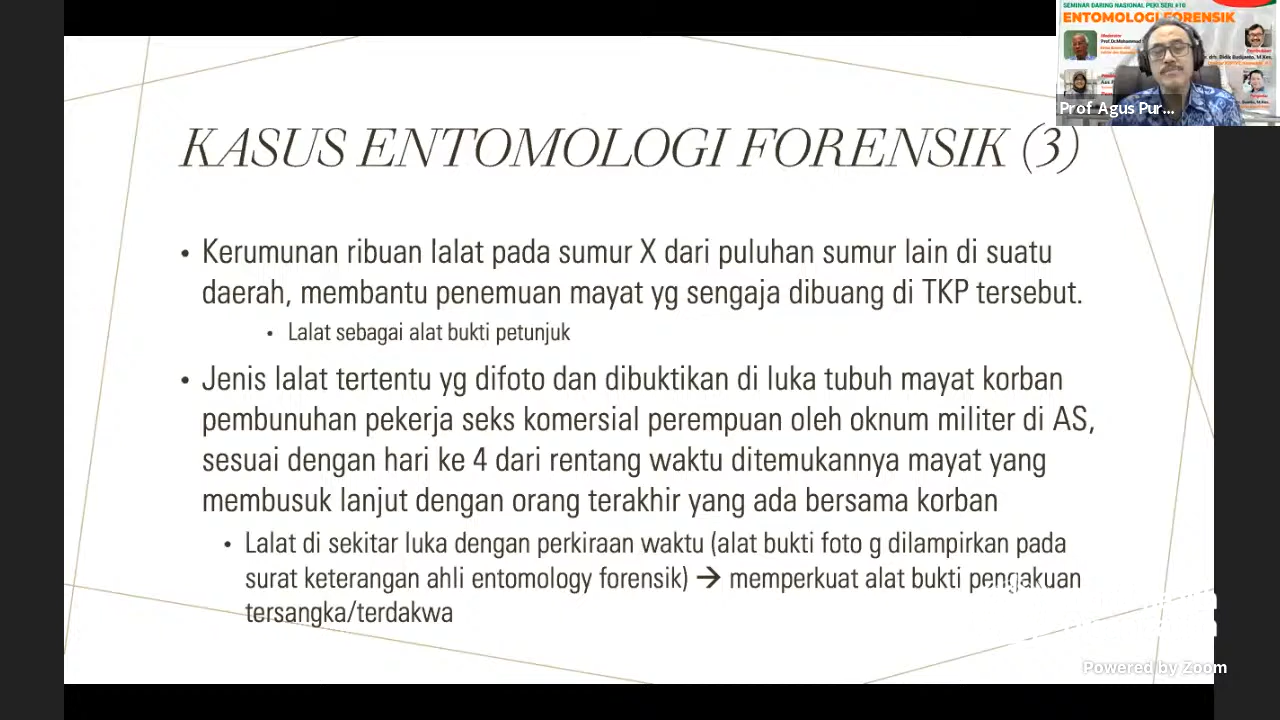 SEMINAR DARING NASIONAL PEKI SERI #10
ENTOMOLOGI FORENSIK
Moderator
Prof Agus Pur...
KASUS ENTOMOLOGI FORENSIK (3)
• Kerumunan ribuan lalat pada sumur X dari puluhan sumur lain di suatu
daerah, membantu penemuan mayat yg sengaja dibuang di TKP tersebut.
• Lalat sebagai alat bukti petunjuk
• Jenis lalat tertentu yg difoto dan dibuktikan di luka tubuh mayat korban
pembunuhan pekerja seks komersial perempuan oleh oknum militer di AS,
sesuai dengan hari ke 4 dari rentang waktu ditemukannya mayat yang
membusuk lanjut dengan orang terakhir yang ada bersama korban
• Lalat di sekitar luka dengan perkiraan waktu (alat bukti foto g dilampirkan pada
surat keterangan ahli entomology forensik) → memperkuat alat bukti pengakuan
tersangka/terdakwa
Powered by Zoom